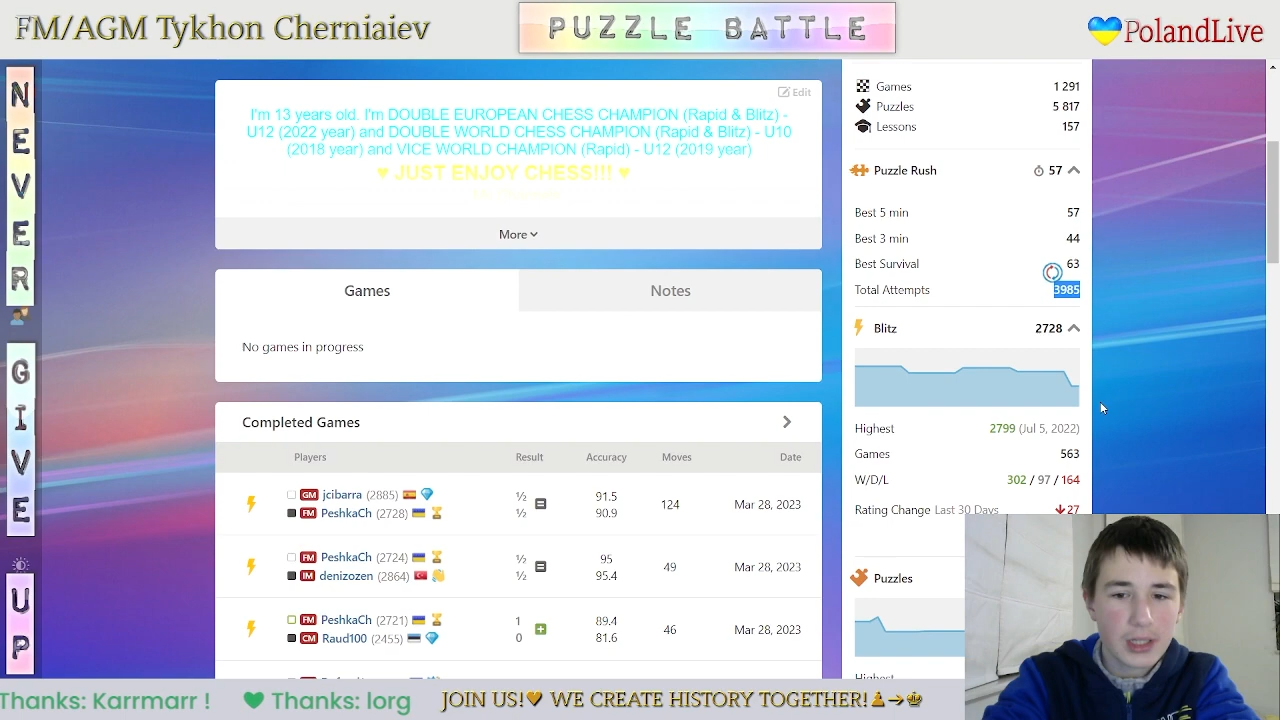 FM/AGM Tykhon Cherniaiev
PUZZLE BATTLE
PolandLive
NEVER
GIVE
UP
Edit
I'm 13 years old. I'm DOUBLE EUROPEAN CHESS CHAMPION (Rapid & Blitz) -
U12 (2022 year) and DOUBLE WORLD CHESS CHAMPION (Rapid & Blitz) - U10
(2018 year) and VICE WORLD CHAMPION (Rapid) - U12 (2019 year)
♥ JUST ENJOY CHESS!!! ♥
More
Games Notes
No games in progress
Completed Games
Players Result Accuracy Moves Date
GM jcibarra (2885) ½ 91.5
FM PeshkaCh (2728) ½ 90.9
124 Mar 28, 2023
FM PeshkaCh (2724) ½ 95
IM denizozen (2864) ½ 95.4
49 Mar 28, 2023
FM PeshkaCh (2721) 1 89.4
CM Raud100 (2455) 0 81.6
46 Mar 28, 2023
Games 1 291
Puzzles 5 817
Lessons 157
Puzzle Rush 57
Best 5 min 57
Best 3 min 44
Best Survival 63
Total Attempts 3985
Blitz 2728
Highest 2799 (Jul 5, 2022)
Games 563
W/D/L 302 / 97 / 164
Rating Change Last 30 Days 27
Puzzles
Thanks: Karrmarr ! Thanks: lorg
JOIN US!🧡 WE CREATE HISTORY TOGETHER!♟→♚